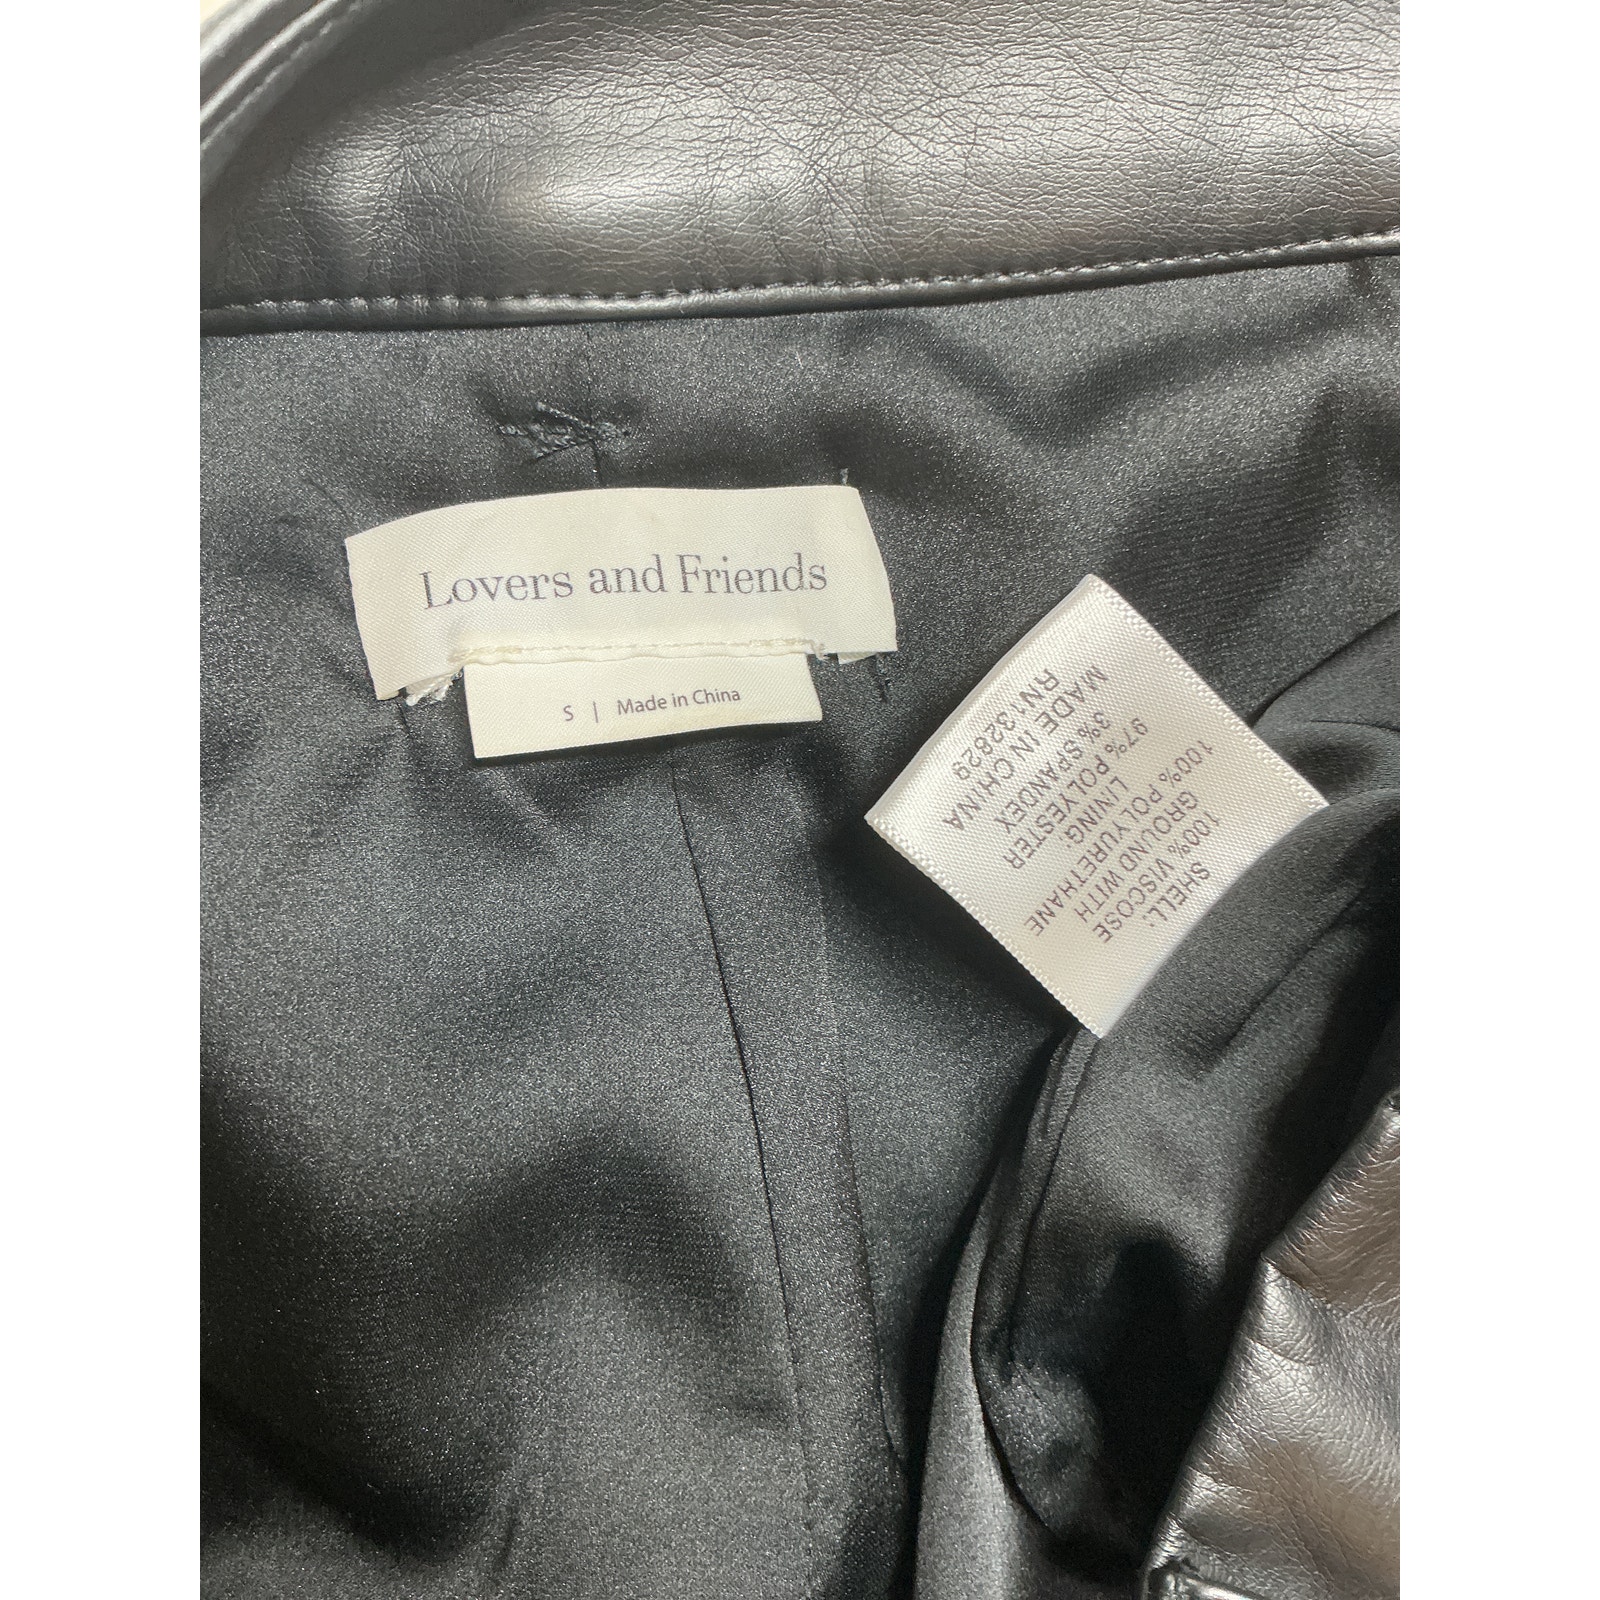 Lovers and Friends
S | Made in China
SHELL:
100% VISCOSE
GROUND WITH
100% POLYURETHANE
LINING:
97% POLYESTER
3% SPANDEX
MADE IN CHINA
RN132829